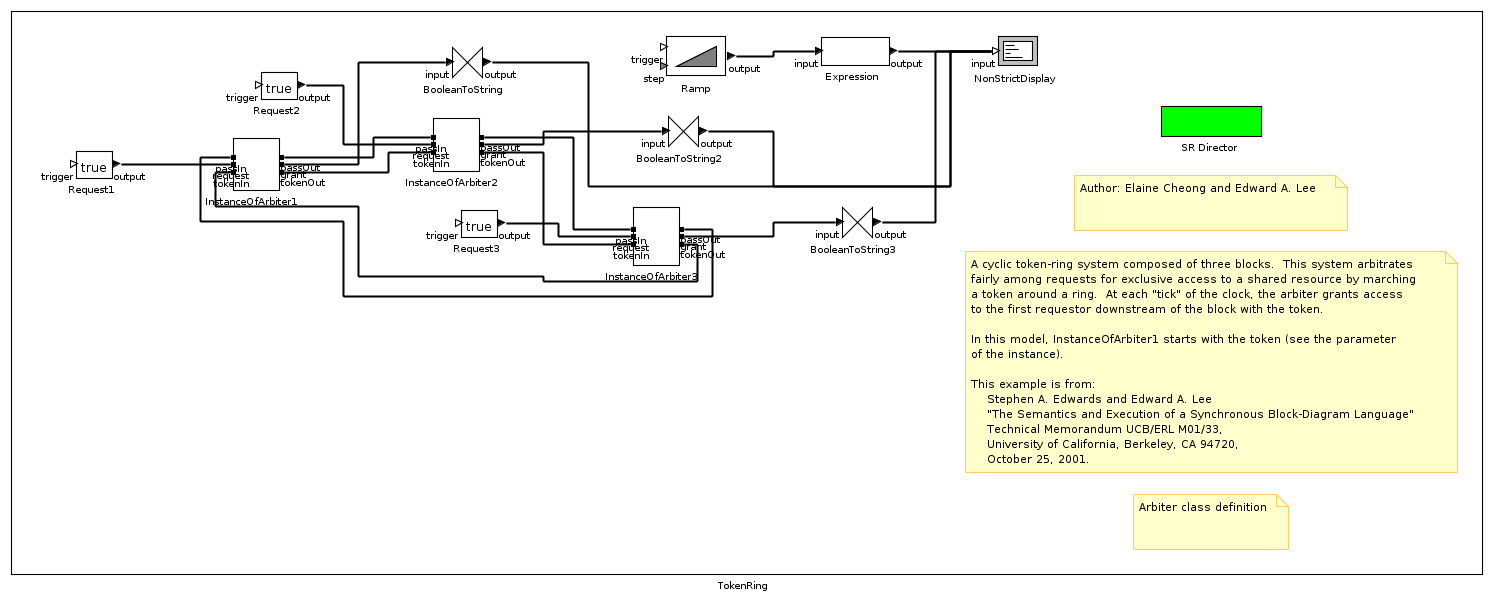 trigger
step
output
Ramp
input
output
Expression
input
NonStrictDisplay
input
output
BooleanToString
trigger
true
output
Request2
SR Director
passIn
request
tokenIn
passOut
grant
tokenOut
InstanceOfArbiter2
input
output
BooleanToString2
trigger
true
output
Request1
passIn
request
tokenIn
passOut
grant
tokenOut
InstanceOfArbiter1
Author: Elaine Cheong and Edward A. Lee
trigger
true
output
Request3
passIn
request
tokenIn
passOut
grant
tokenOut
InstanceOfArbiter3
input
output
BooleanToString3
A cyclic token-ring system composed of three blocks.  This system arbitrates
fairly among requests for exclusive access to a shared resource by marching
a token around a ring.  At each "tick" of the clock, the arbiter grants access
to the first requestor downstream of the block with the token.
In this model, InstanceOfArbiter1 starts with the token (see the parameter
of the instance).
This example is from:
Stephen A. Edwards and Edward A. Lee
"The Semantics and Execution of a Synchronous Block-Diagram Language"
Technical Memorandum UCB/ERL M01/33,
University of California, Berkeley, CA 94720,
October 25, 2001.
Arbiter class definition
TokenRing